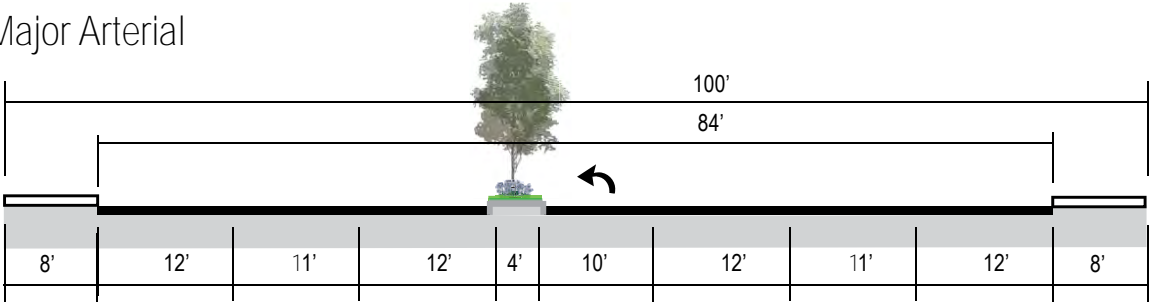 Major Arterial
100’
84’
8’ 12’ 11’ 12’ 4’ 10’ 12’ 11’ 12’ 8’